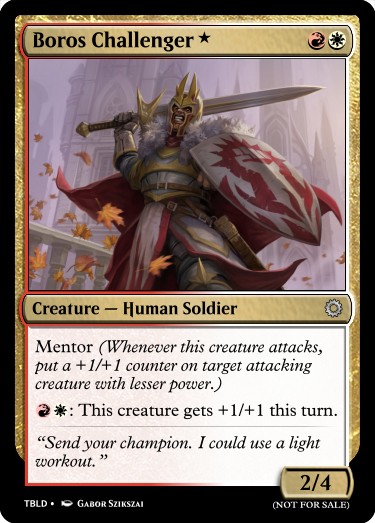 Boros Challenger ★
Creature — Human Soldier
Mentor (Whenever this creature attacks,
put a +1/+1 counter on target attacking
creature with lesser power.)
: This creature gets +1/+1 this turn.
“Send your champion. I could use a light
workout.”
2/4
TBLD • Gabor Szikszai
(NOT FOR SALE)